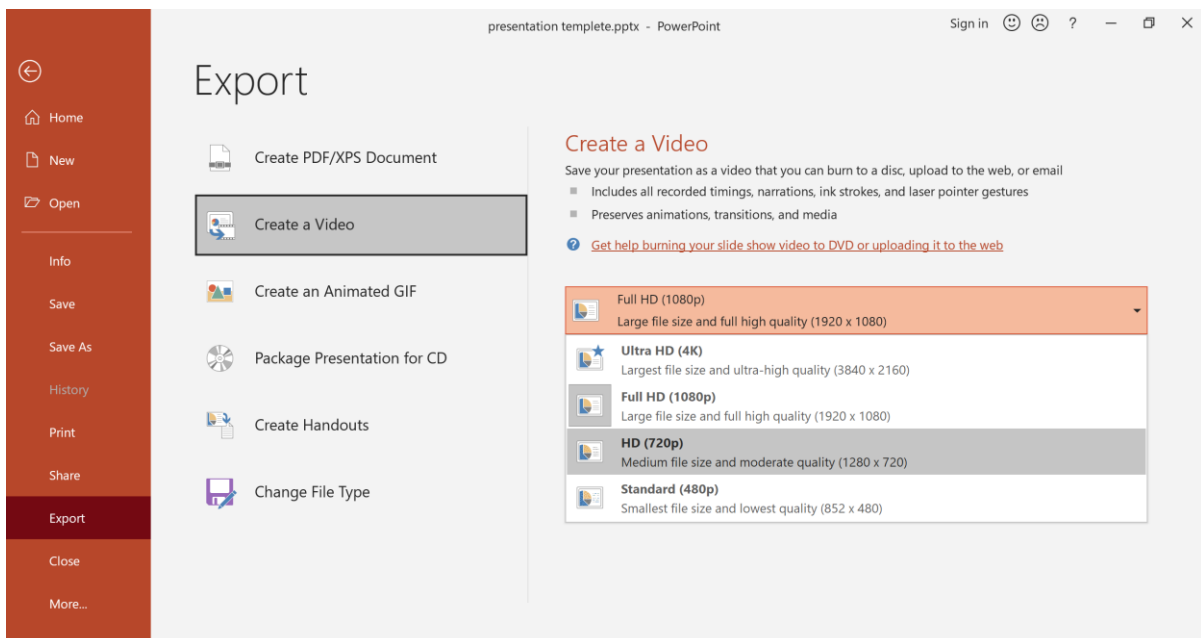 presentation templete.pptx - PowerPoint
Sign in
?
Export
Home
New
Open
Info
Save
Save As
History
Print
Share
Export
Close
More...
Create PDF/XPS Document
Create a Video
Create an Animated GIF
Package Presentation for CD
Create Handouts
Change File Type
Create a Video
Save your presentation as a video that you can burn to a disc, upload to the web, or email
Includes all recorded timings, narrations, ink strokes, and laser pointer gestures
Preserves animations, transitions, and media
Get help burning your slide show video to DVD or uploading it to the web
Full HD (1080p)
Large file size and full high quality (1920 x 1080)
Ultra HD (4K)
Largest file size and ultra-high quality (3840 x 2160)
Full HD (1080p)
Large file size and full high quality (1920 x 1080)
HD (720p)
Medium file size and moderate quality (1280 x 720)
Standard (480p)
Smallest file size and lowest quality (852 x 480)